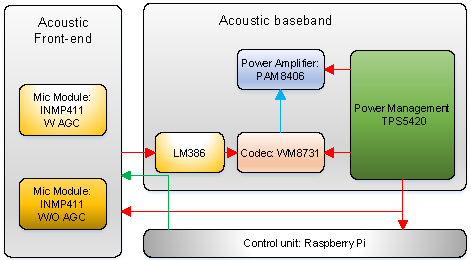 Acoustic
Front-end
Mic Module:
INMP411
W AGC
Mic Module:
INMP411
W/O AGC
Acoustic baseband
Power Amplifier:
PAM8406
LM386
Codec: WM8731
Power Management
TPS5420
Control unit: Raspberry Pi